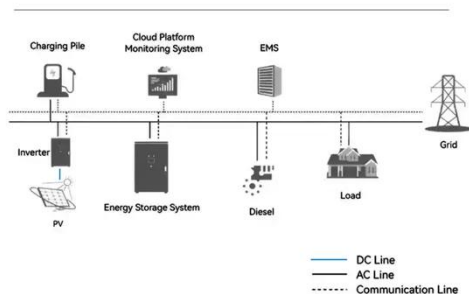 Charging Pile
Cloud Platform
Monitoring System
EMS
Grid
Inverter
PV
Energy Storage System
Diesel
Load
DC Line
AC Line
Communication Line